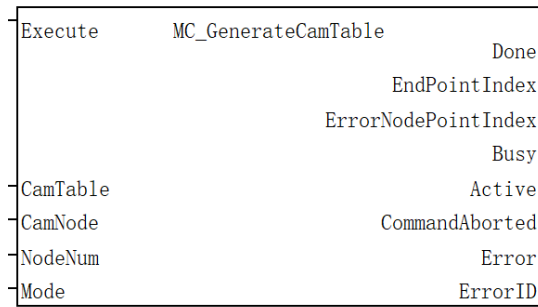 Execute MC_GenerateCamTable
Done
EndPointIndex
ErrorNodePointIndex
Busy
CamTable Active
CamNode CommandAborted
NodeNum Error
Mode ErrorID